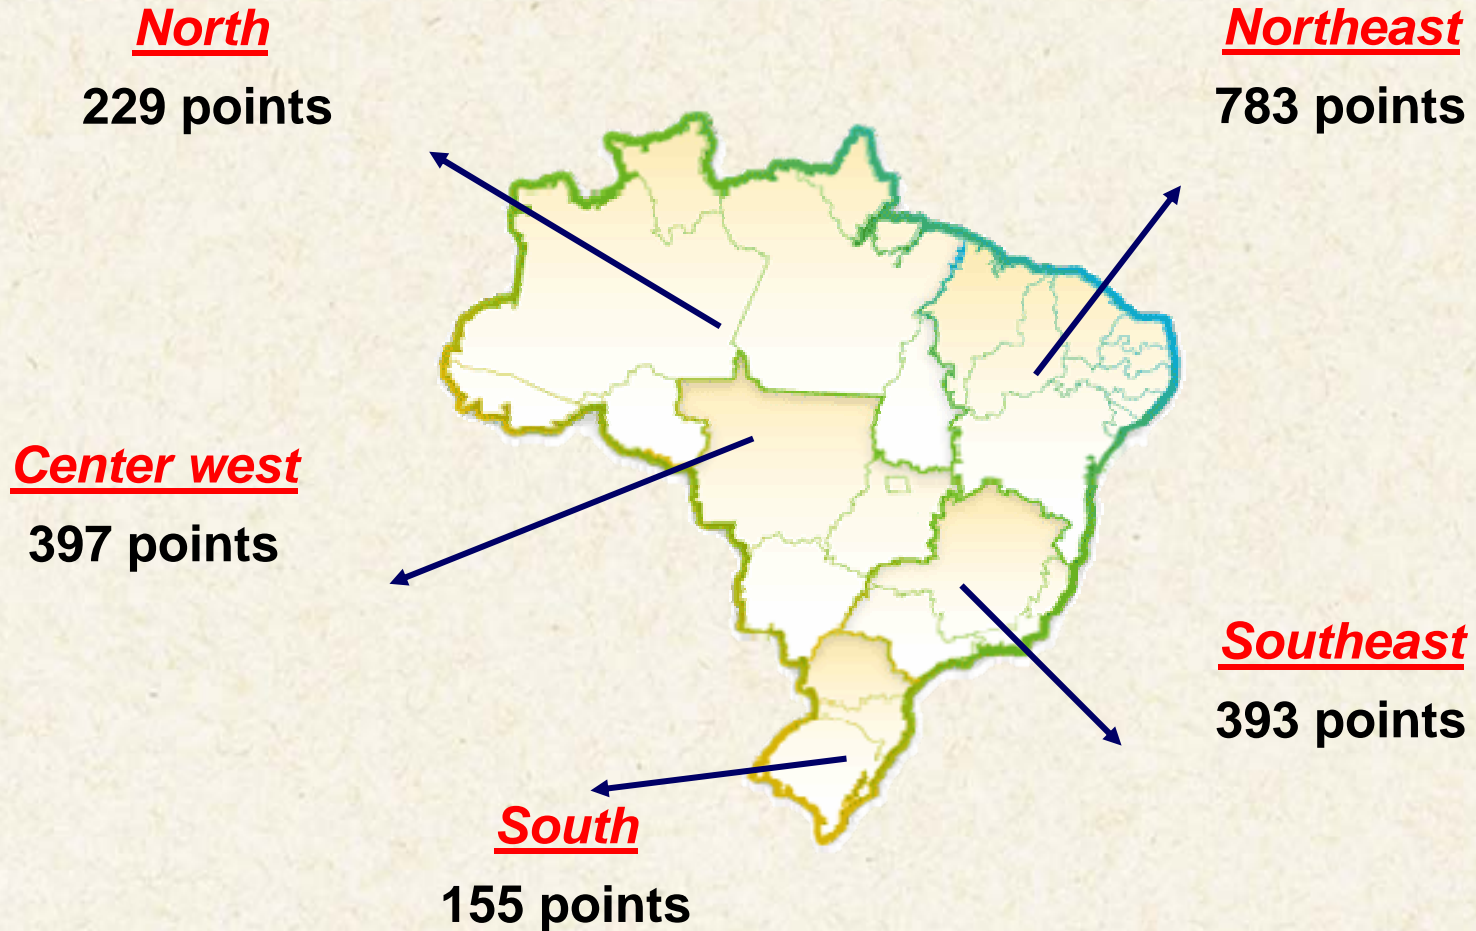 North
229 points
Northeast
783 points
Center west
397 points
Southeast
393 points
South
155 points